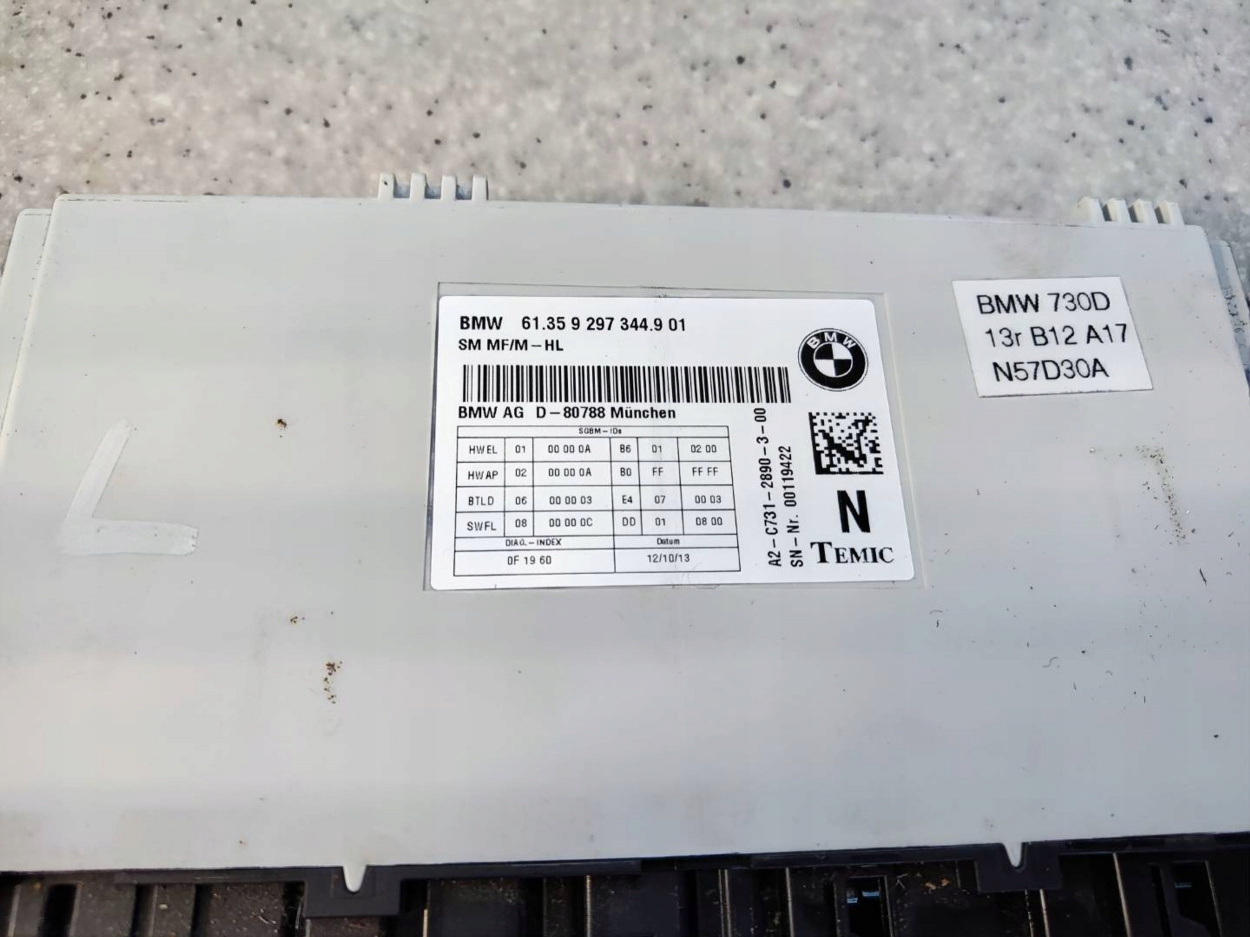 BMW 61.35 9 297 344.9 01
SM MF/M-HL
BMW AG D-80788 München
SGBM-IDs
HWEL 01 00 00 0A B6 01 02 00
HWAP 02 00 00 0A B0 FF FF FF
BTLD 06 00 00 03 E4 07 00 03
SWFL 08 00 00 0C DD 01 08 00
DIAG.-INDEX Datum
0F 19 60 12/10/13
A2-C731-2890-3-00
SN-Nr. 00119422
BMW
N
TEMIC
BMW 730D
13r B12 A17
N57D30A
L